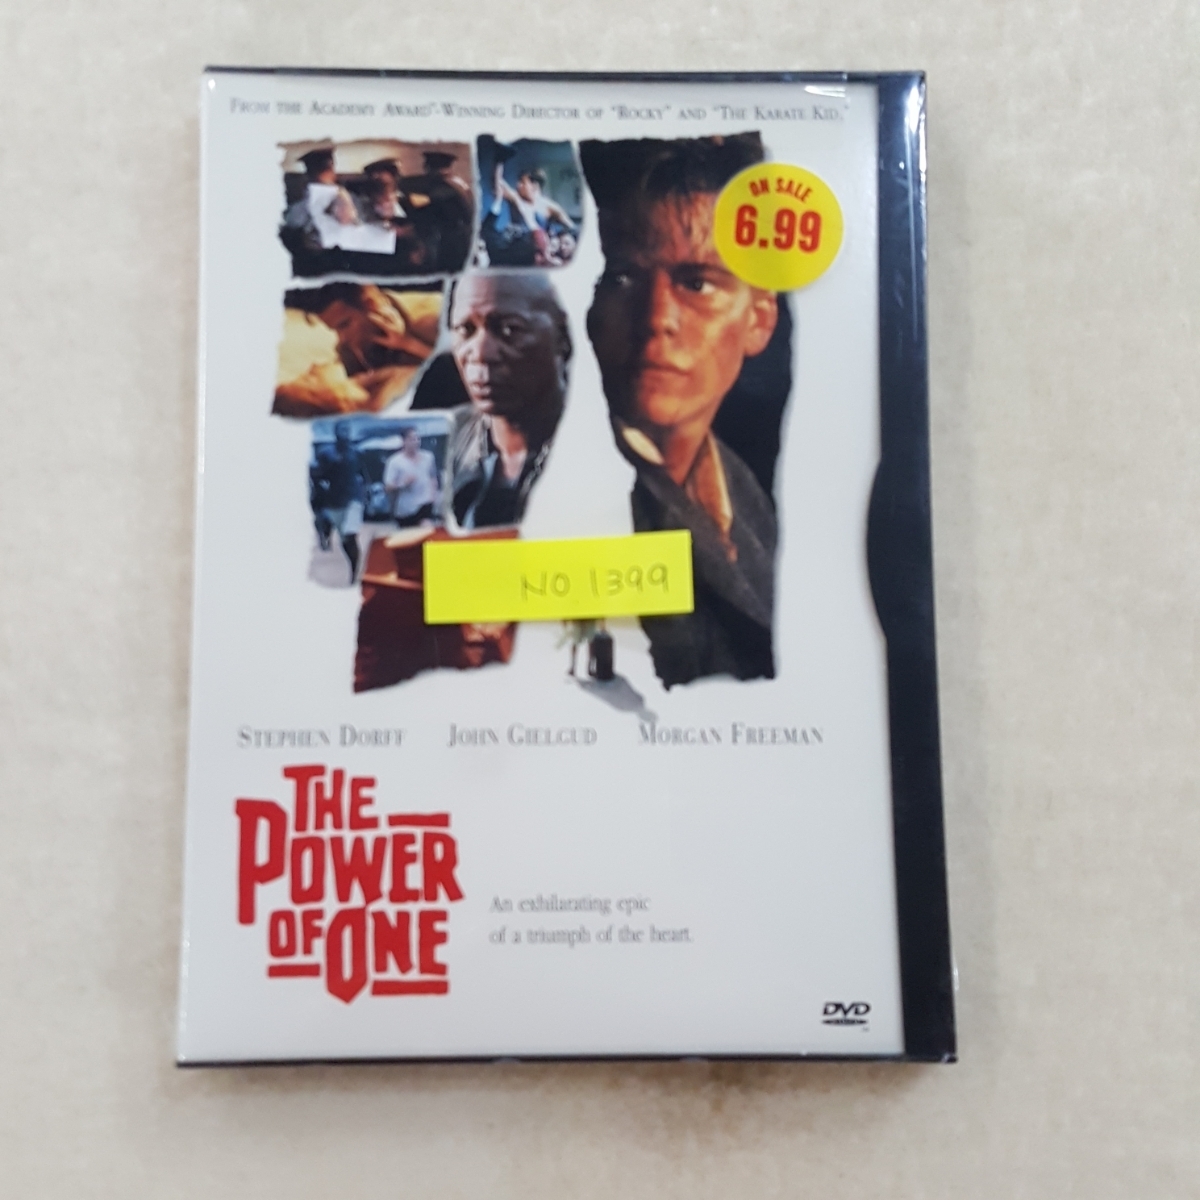 FROM THE ACADEMY AWARD®-WINNING DIRECTOR OF "ROCKY" AND "THE KARATE KID."
ON SALE
6.99
NO. 1399
STEPHEN DORFF JOHN GIELGUD MORGAN FREEMAN
THE
POWER
OF ONE
An exhilarating epic
of a triumph of the heart.
DVD